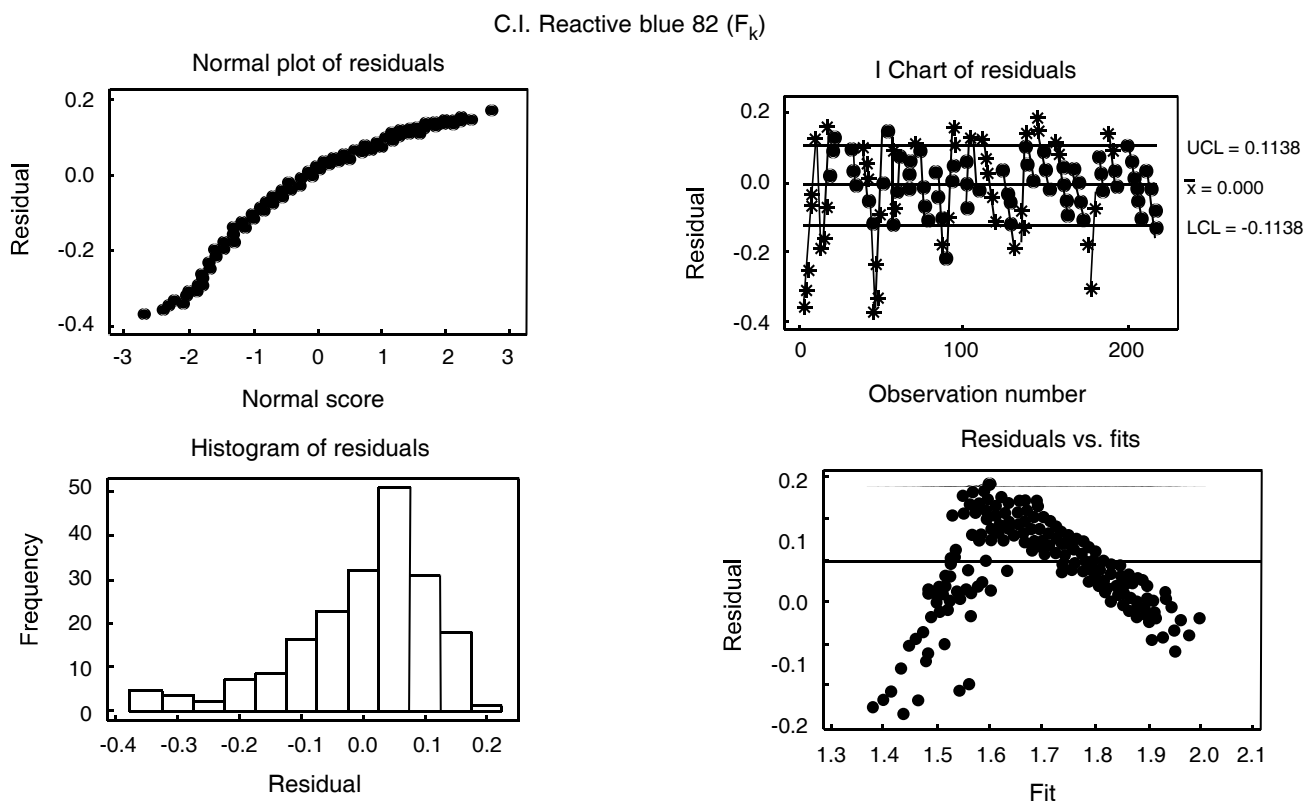 C.I. Reactive blue 82 (Fk)
Normal plot of residuals
Residual
0.2
0.0
-0.2
-0.4
-3 -2 -1 0 1 2 3
Normal score
I Chart of residuals
Residual
0.2
0.0
-0.2
-0.4
UCL = 0.1138
x̅ = 0.000
LCL = -0.1138
0 100 200
Observation number
Histogram of residuals
Frequency
50
40
30
20
10
0
-0.4 -0.3 -0.2 -0.2 0.0 0.1 0.2
Residual
Residuals vs. fits
Residual
0.2
0.1
0.0
-0.1
-0.2
1.3 1.4 1.5 1.6 1.7 1.8 1.9 2.0 2.1
Fit